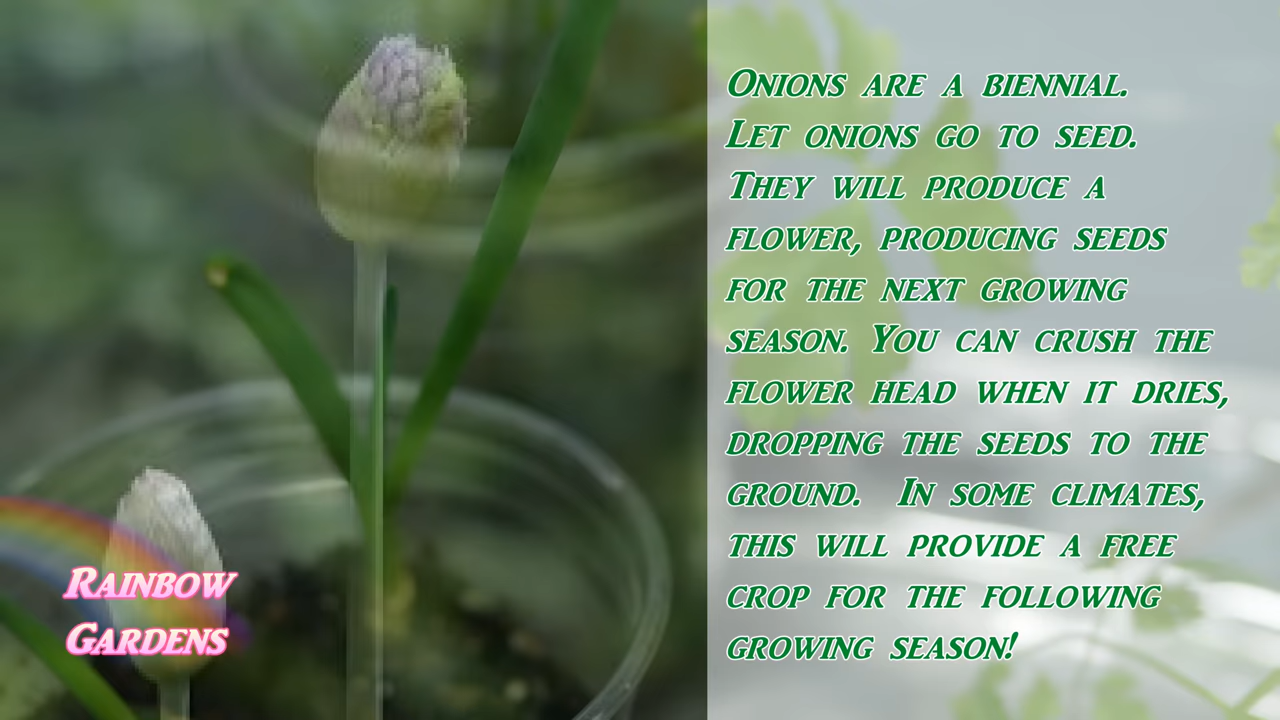 Onions are a biennial.
Let onions go to seed.
They will produce a
flower, producing seeds
for the next growing
season. You can crush the
flower head when it dries,
dropping the seeds to the
ground. In some climates,
this will provide a free
crop for the following
growing season!
Rainbow
Gardens